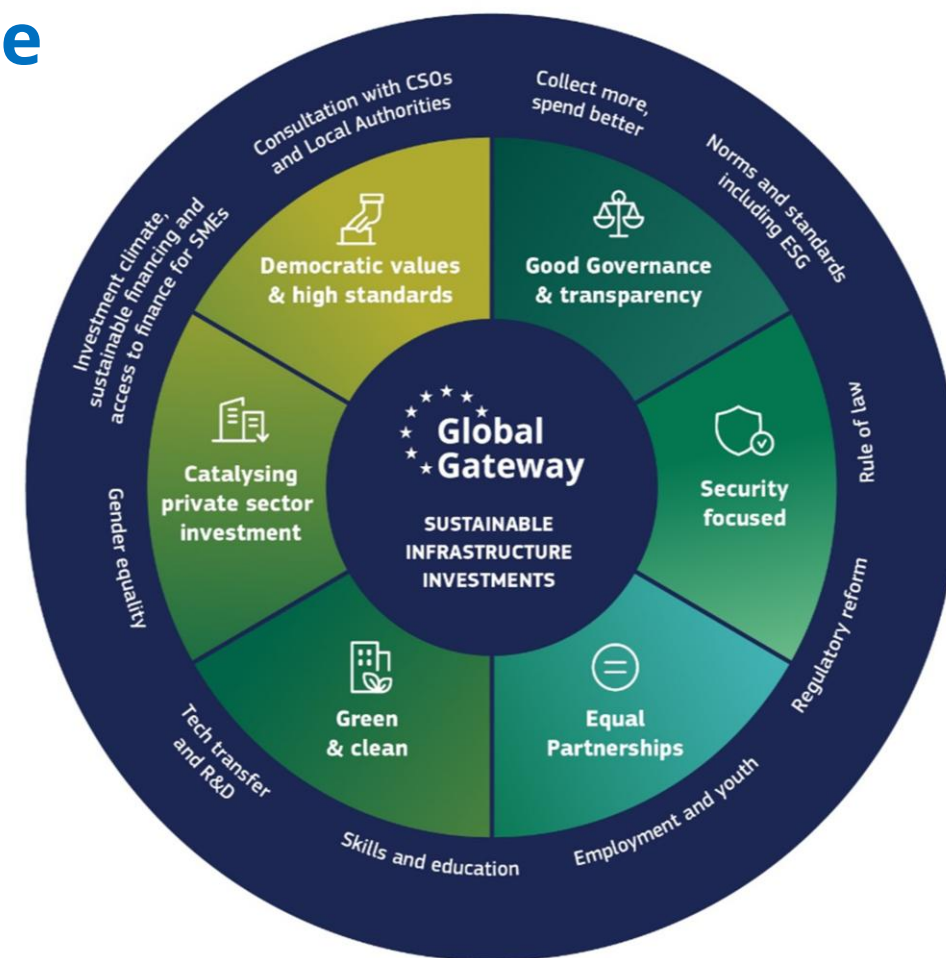 e
Consultation with CSOs
and Local Authorities
Collect more,
spend better
Norms and standards
including ESG
Rule of law
Regulatory reform
Employment and youth
Skills and education
Tech transfer
and R&D
Gender equality
Investment climate,
sustainable financing and
access to finance for SMEs
Democratic values
& high standards
Good Governance
& transparency
Security
focused
Equal
Partnerships
Green
& clean
Catalysing
private sector
investment
Global
Gateway
SUSTAINABLE
INFRASTRUCTURE
INVESTMENTS